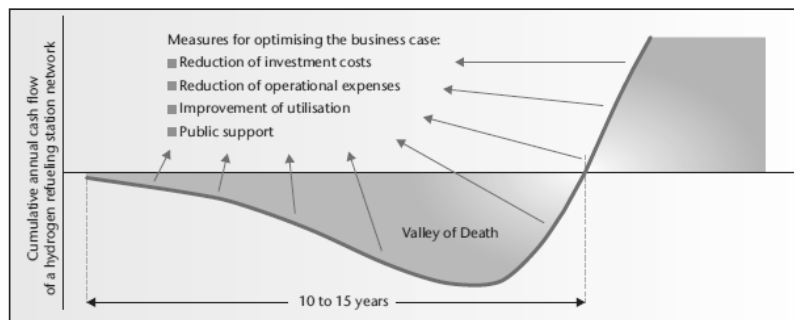 Measures for optimising the business case:
Reduction of investment costs
Reduction of operational expenses
Improvement of utilisation
Public support
Cumulative annual cash flow
of a hydrogen refueling station network
Valley of Death
10 to 15 years